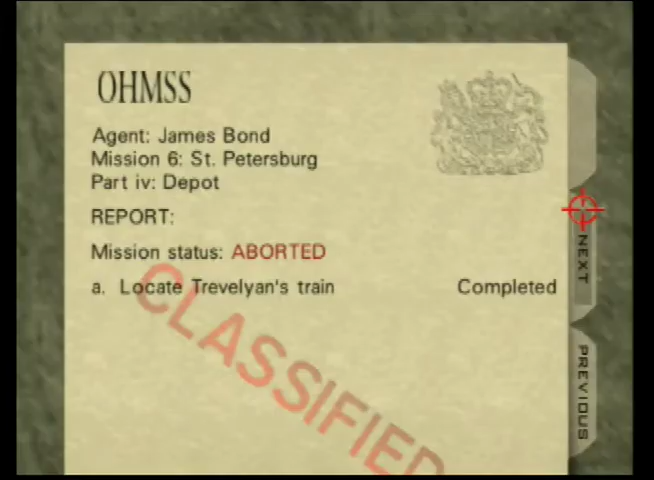 OHMSS
Agent: James Bond
Mission 6: St. Petersburg
Part iv: Depot
REPORT:
Mission status: ABORTED
a. Locate Trevelyan's train Completed
CLASSIFIED
NEXT
PREVIOUS